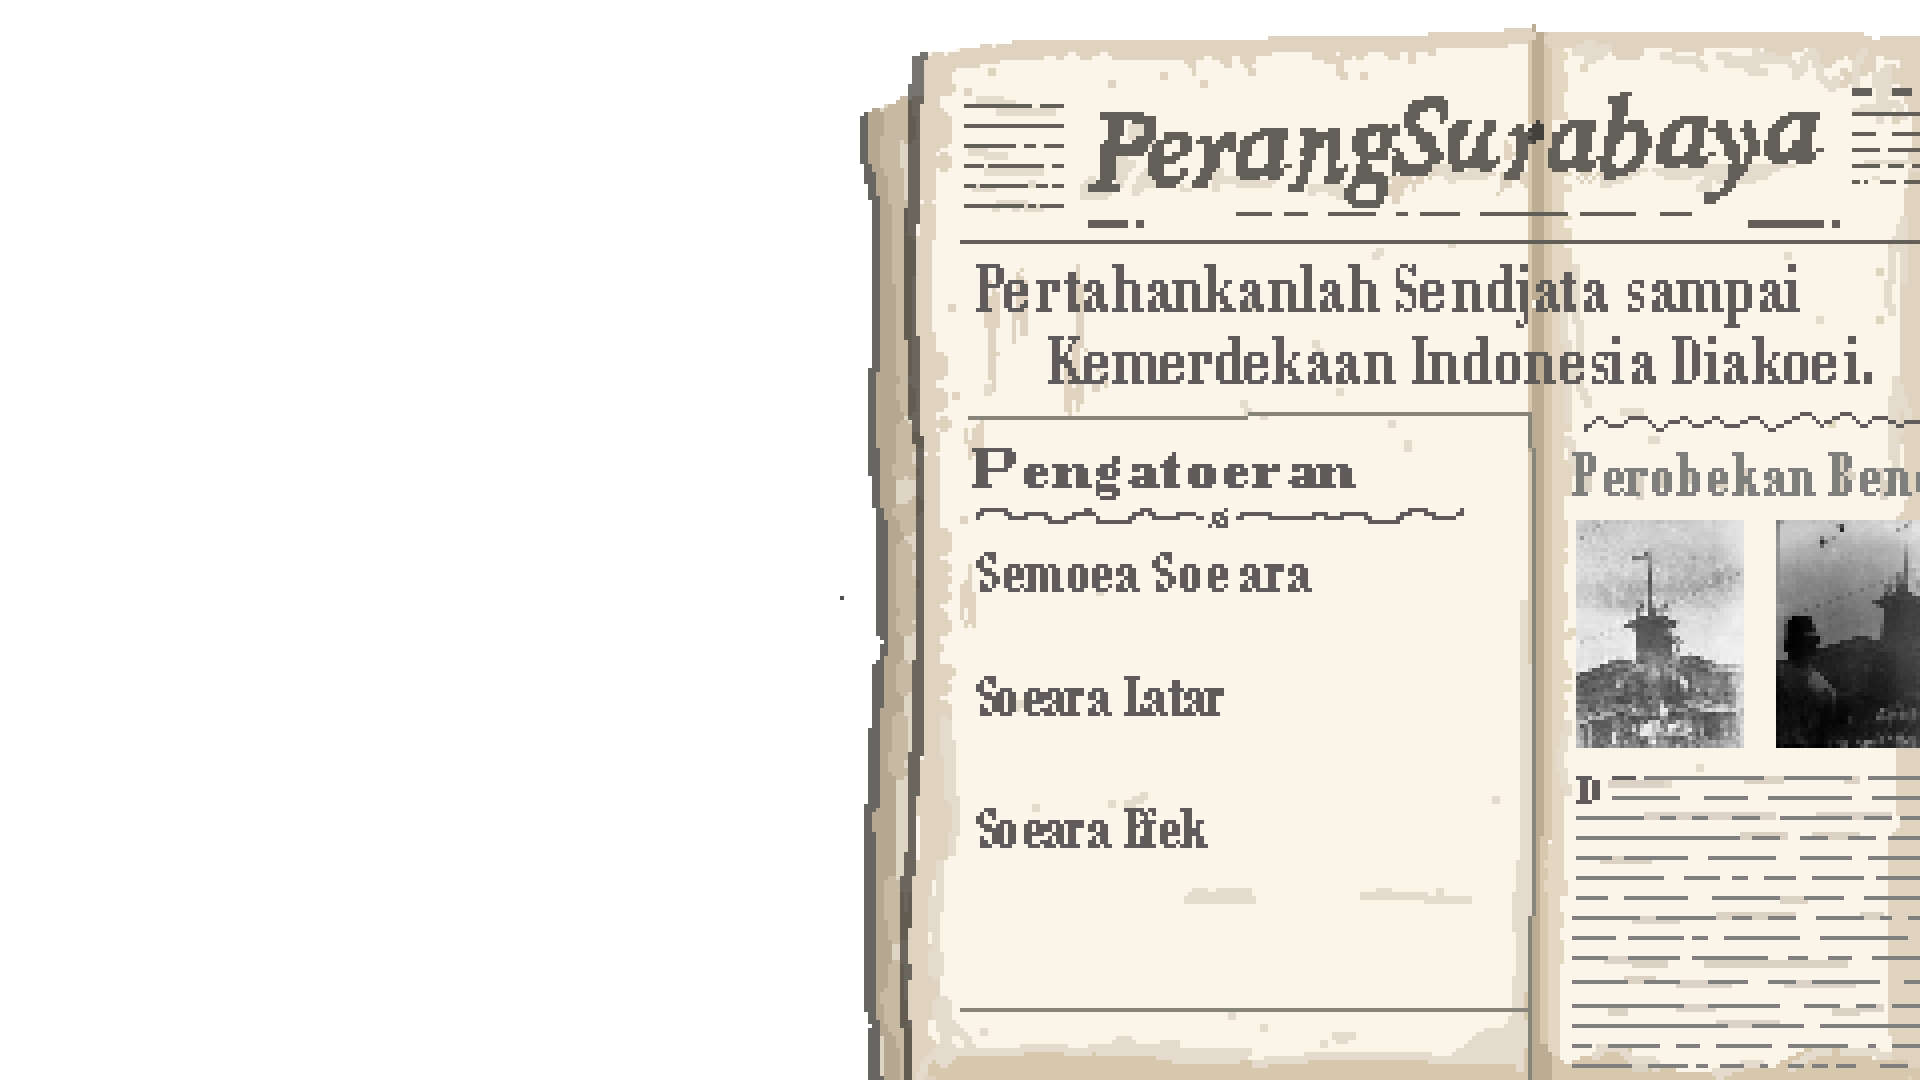 PerangSurabaya
Pertahankanlah Sendjata sampai
Kemerdekaan Indonesia Diakoei.
Pengatoeran
Semoea Soeara
Soeara Latar
Soeara Efek
Perobekan
D